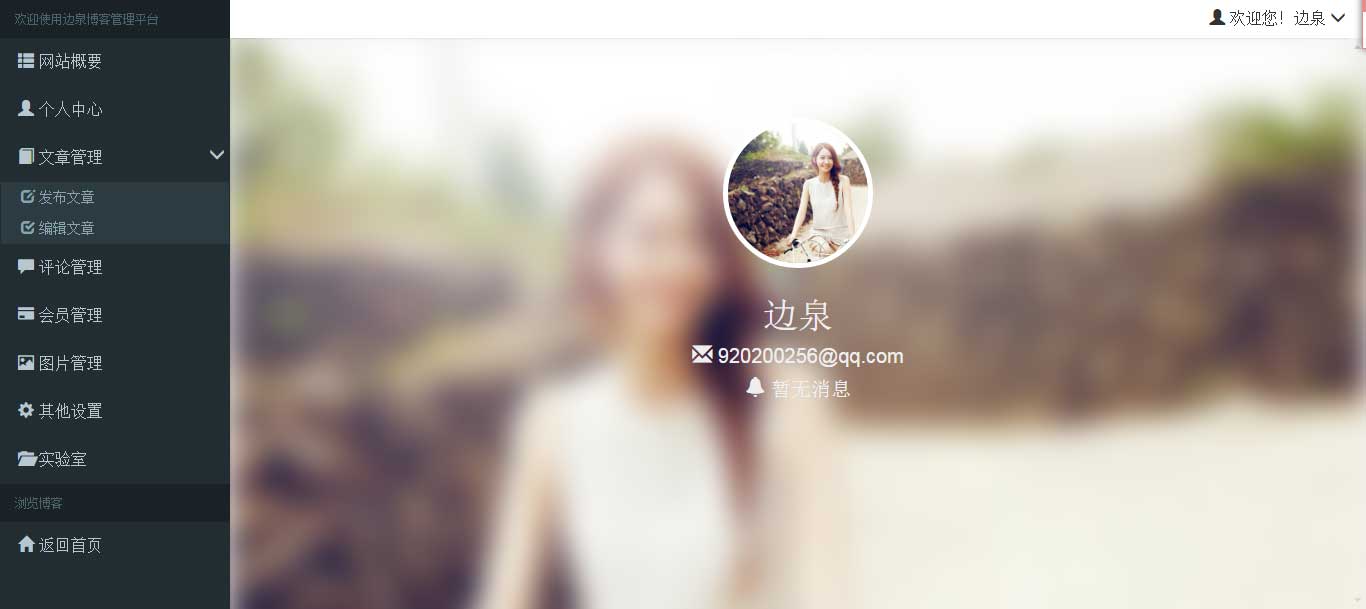 欢迎使用边泉博客管理平台
欢迎您！边泉
网站概要
个人中心
文章管理
发布文章
编辑文章
评论管理
会员管理
图片管理
其他设置
实验室
浏览博客
返回首页
边泉
920200256@qq.com
暂无消息